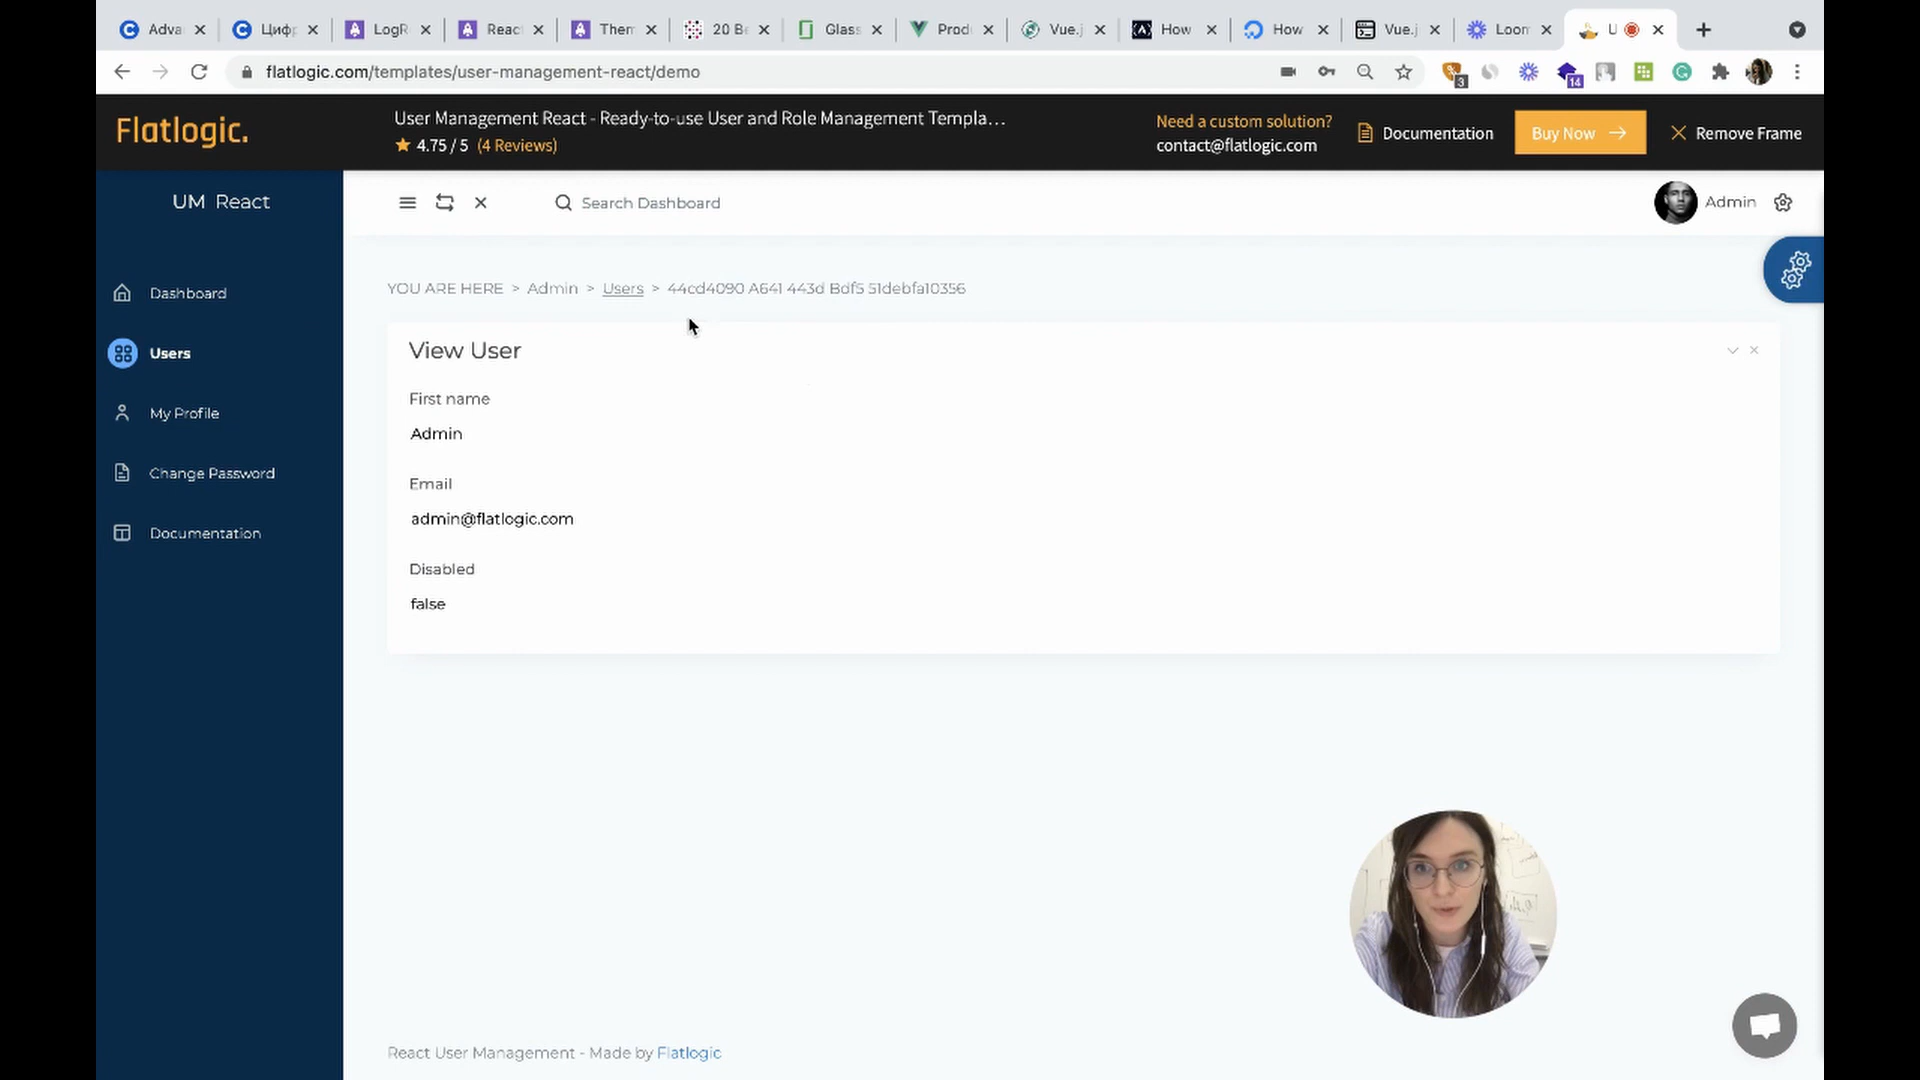 Adva
Цифр
LogR
React
Them
20 Be
Glass
Prod
Vue.j
How
How
Vue.j
Loom
U
flatlogic.com/templates/user-management-react/demo
3
14
Flatlogic.
User Management React - Ready-to-use User and Role Management Templa...
4.75 / 5 (4 Reviews)
Need a custom solution?
contact@flatlogic.com
Documentation
Buy Now
Remove Frame
UM React
Search Dashboard
Admin
Dashboard
Users
My Profile
Change Password
Documentation
YOU ARE HERE > Admin > Users > 44cd4090 A641 443d Bdf5 51debfa10356
View User
First name
Admin
Email
admin@flatlogic.com
Disabled
false
React User Management - Made by Flatlogic